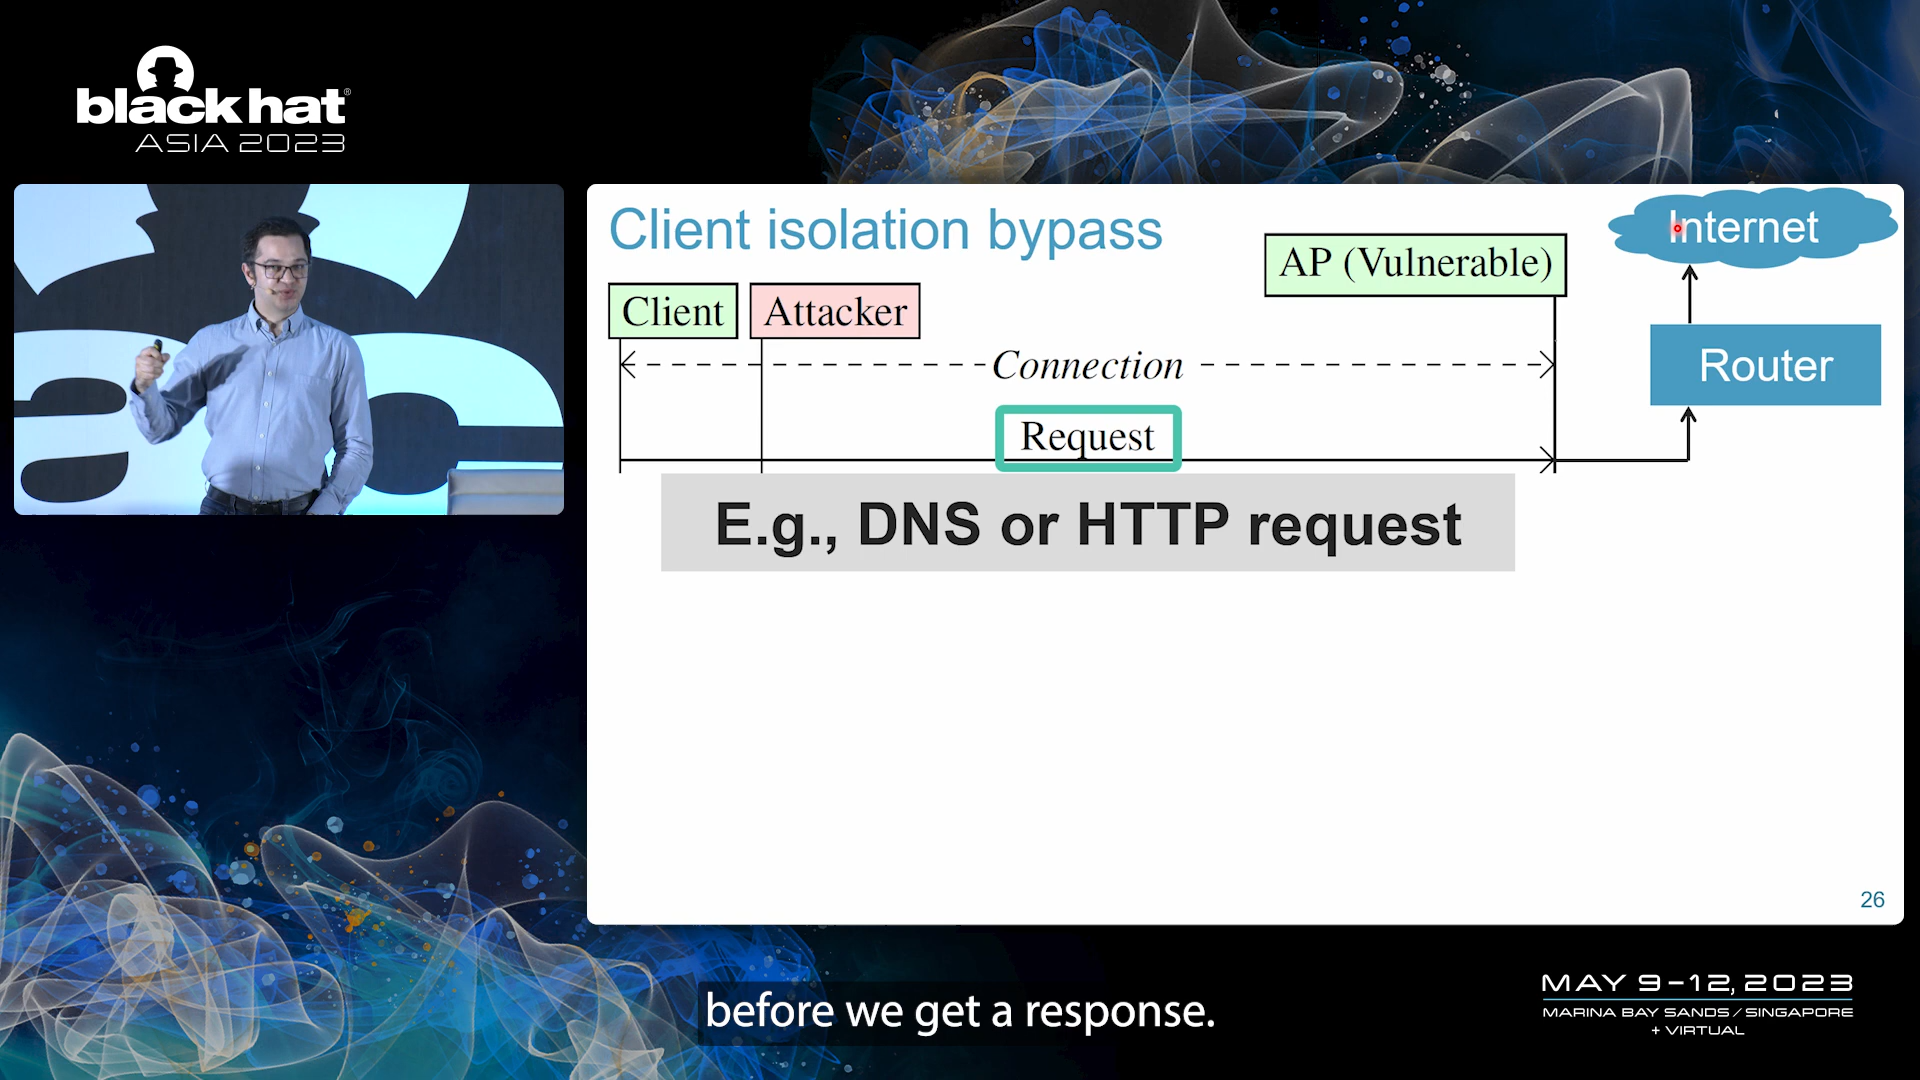 black hat®
ASIA 2023
Client isolation bypass
Internet
AP (Vulnerable)
Client
Attacker
Connection
Router
Request
E.g., DNS or HTTP request
26
before we get a response.
MAY 9-12, 2023
MARINA BAY SANDS / SINGAPORE
+ VIRTUAL